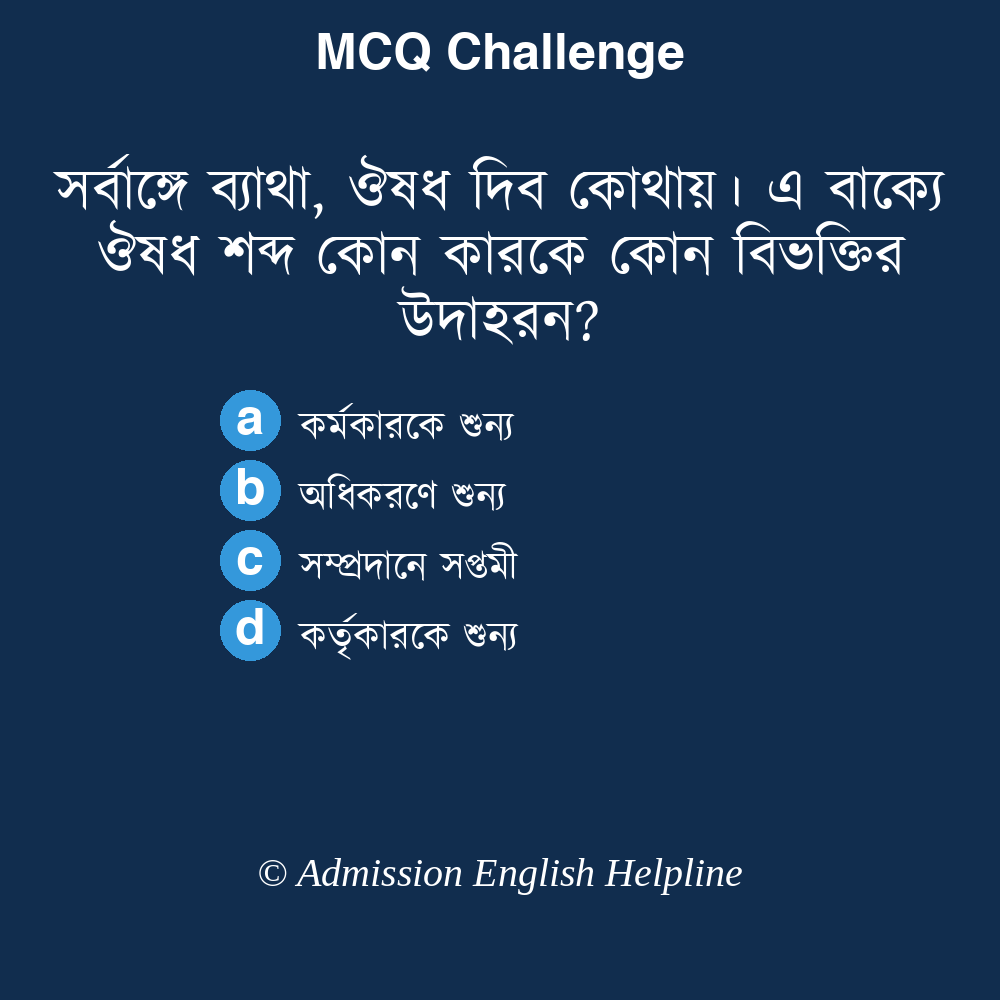 MCQ Challenge
সর্বাঙ্গে ব্যাথা, ঔষধ দিব কোথায়। এ বাক্যে
ঔষধ শব্দ কোন কারকে কোন বিভক্তির
উদাহরন?
a কর্মকারকে শুন্য
b অধিকরণে শুন্য
c সম্প্রদানে সপ্তমী
d কর্তৃকারকে শুন্য
© Admission English Helpline